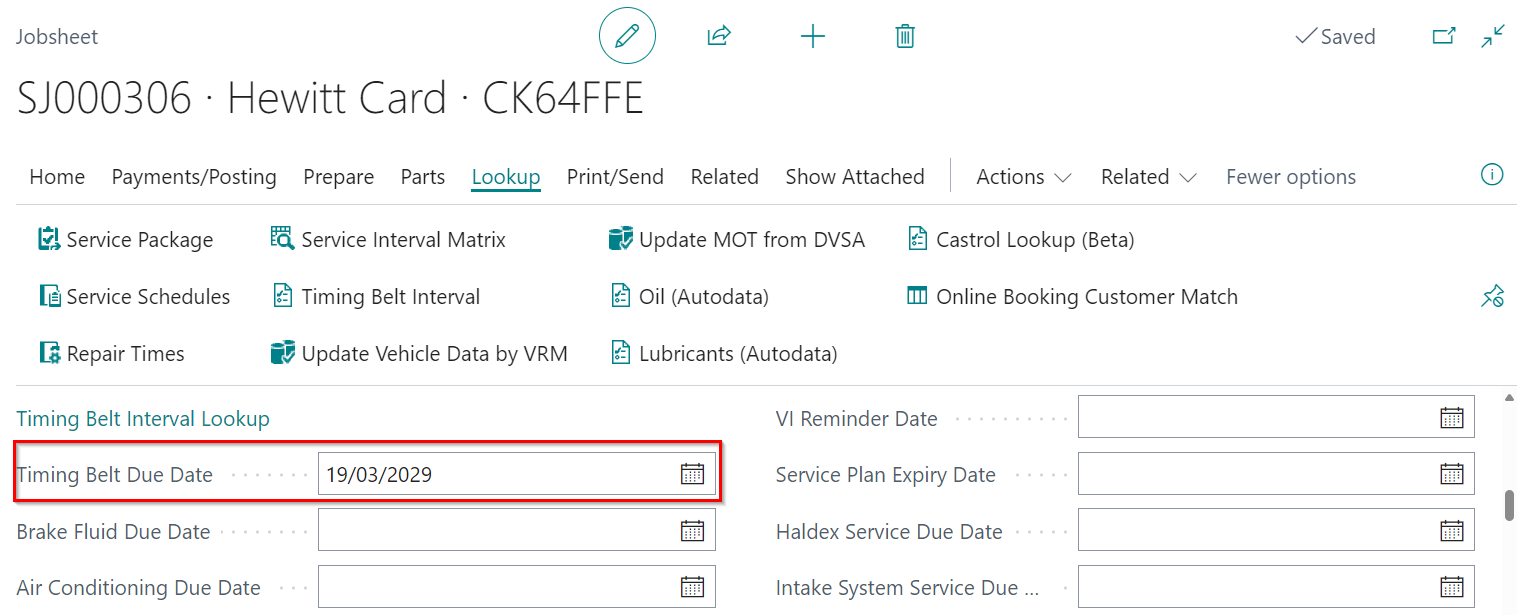 Jobsheet
Saved
SJ000306 · Hewitt Card · CK64FFE
Home Payments/Posting Prepare Parts Lookup Print/Send Related Show Attached Actions Related Fewer options
Service Package Service Interval Matrix Update MOT from DVSA Castrol Lookup (Beta)
Service Schedules Timing Belt Interval Oil (Autodata) Online Booking Customer Match
Repair Times Update Vehicle Data by VRM Lubricants (Autodata)
Timing Belt Interval Lookup VI Reminder Date
Timing Belt Due Date 19/03/2029 Service Plan Expiry Date
Brake Fluid Due Date Haldex Service Due Date
Air Conditioning Due Date Intake System Service Due ...